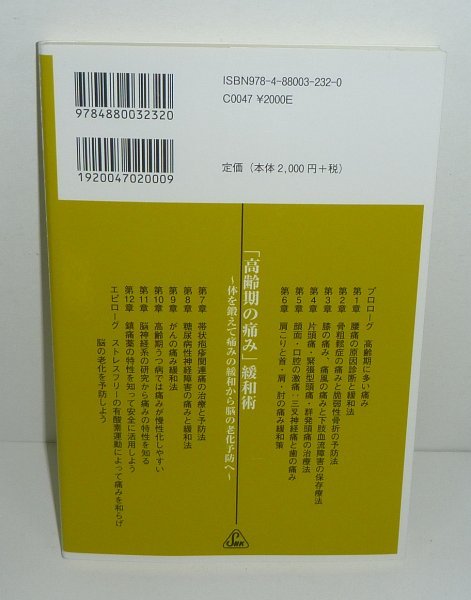 ISBN978-4-88003-232-0
C0047 ¥2000E
定価（本体2,000円＋税）
9784880032320
1920047020009
プロローグ 高齢期に多い痛み
第1章 腰痛の原因診断と緩和法
第2章 骨粗鬆症の痛みと脆弱性骨折の予防法
第3章 膝の痛み、痛風の痛みと下肢血流障害の保存療法
第4章 片頭痛・緊張型頭痛・群発頭痛の治療法
第5章 顔面・口腔の激痛：三叉神経痛と歯の痛み
第6章 肩こりと首・肩・肘の痛み緩和策
「高齢期の痛み」緩和術
～体を鍛えて痛みの緩和から脳の老化予防へ～
第7章 帯状疱疹関連痛の治療と予防法
第8章 糖尿病性神経障害の痛みと緩和法
第9章 がんの痛み緩和法
第10章 高齢期うつ病では痛みが慢性化しやすい
第11章 脳神経系の研究から痛みの特性を知る
第12章 鎮痛薬の特性を知って安全に活用しよう
エピローグ ストレスフリーの有酸素運動によって痛みを和らげ
脳の老化を予防しよう
SNK